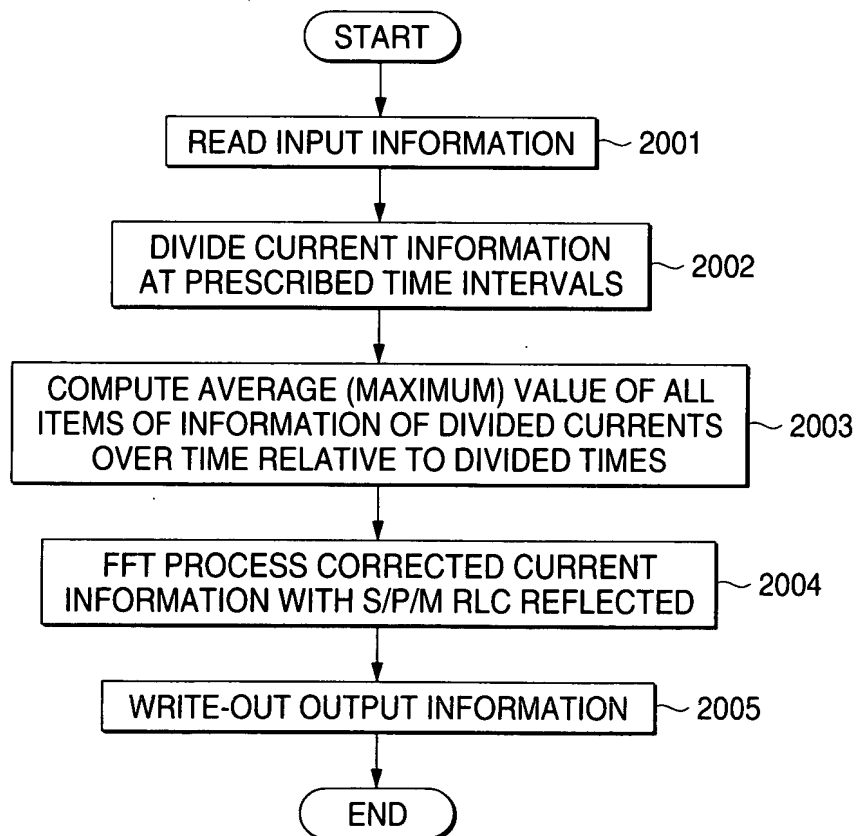 START
READ INPUT INFORMATION
2001
DIVIDE CURRENT INFORMATION
AT PRESCRIBED TIME INTERVALS
2002
COMPUTE AVERAGE (MAXIMUM) VALUE OF ALL
ITEMS OF INFORMATION OF DIVIDED CURRENTS
OVER TIME RELATIVE TO DIVIDED TIMES
2003
FFT PROCESS CORRECTED CURRENT
INFORMATION WITH S/P/M RLC REFLECTED
2004
WRITE-OUT OUTPUT INFORMATION
2005
END